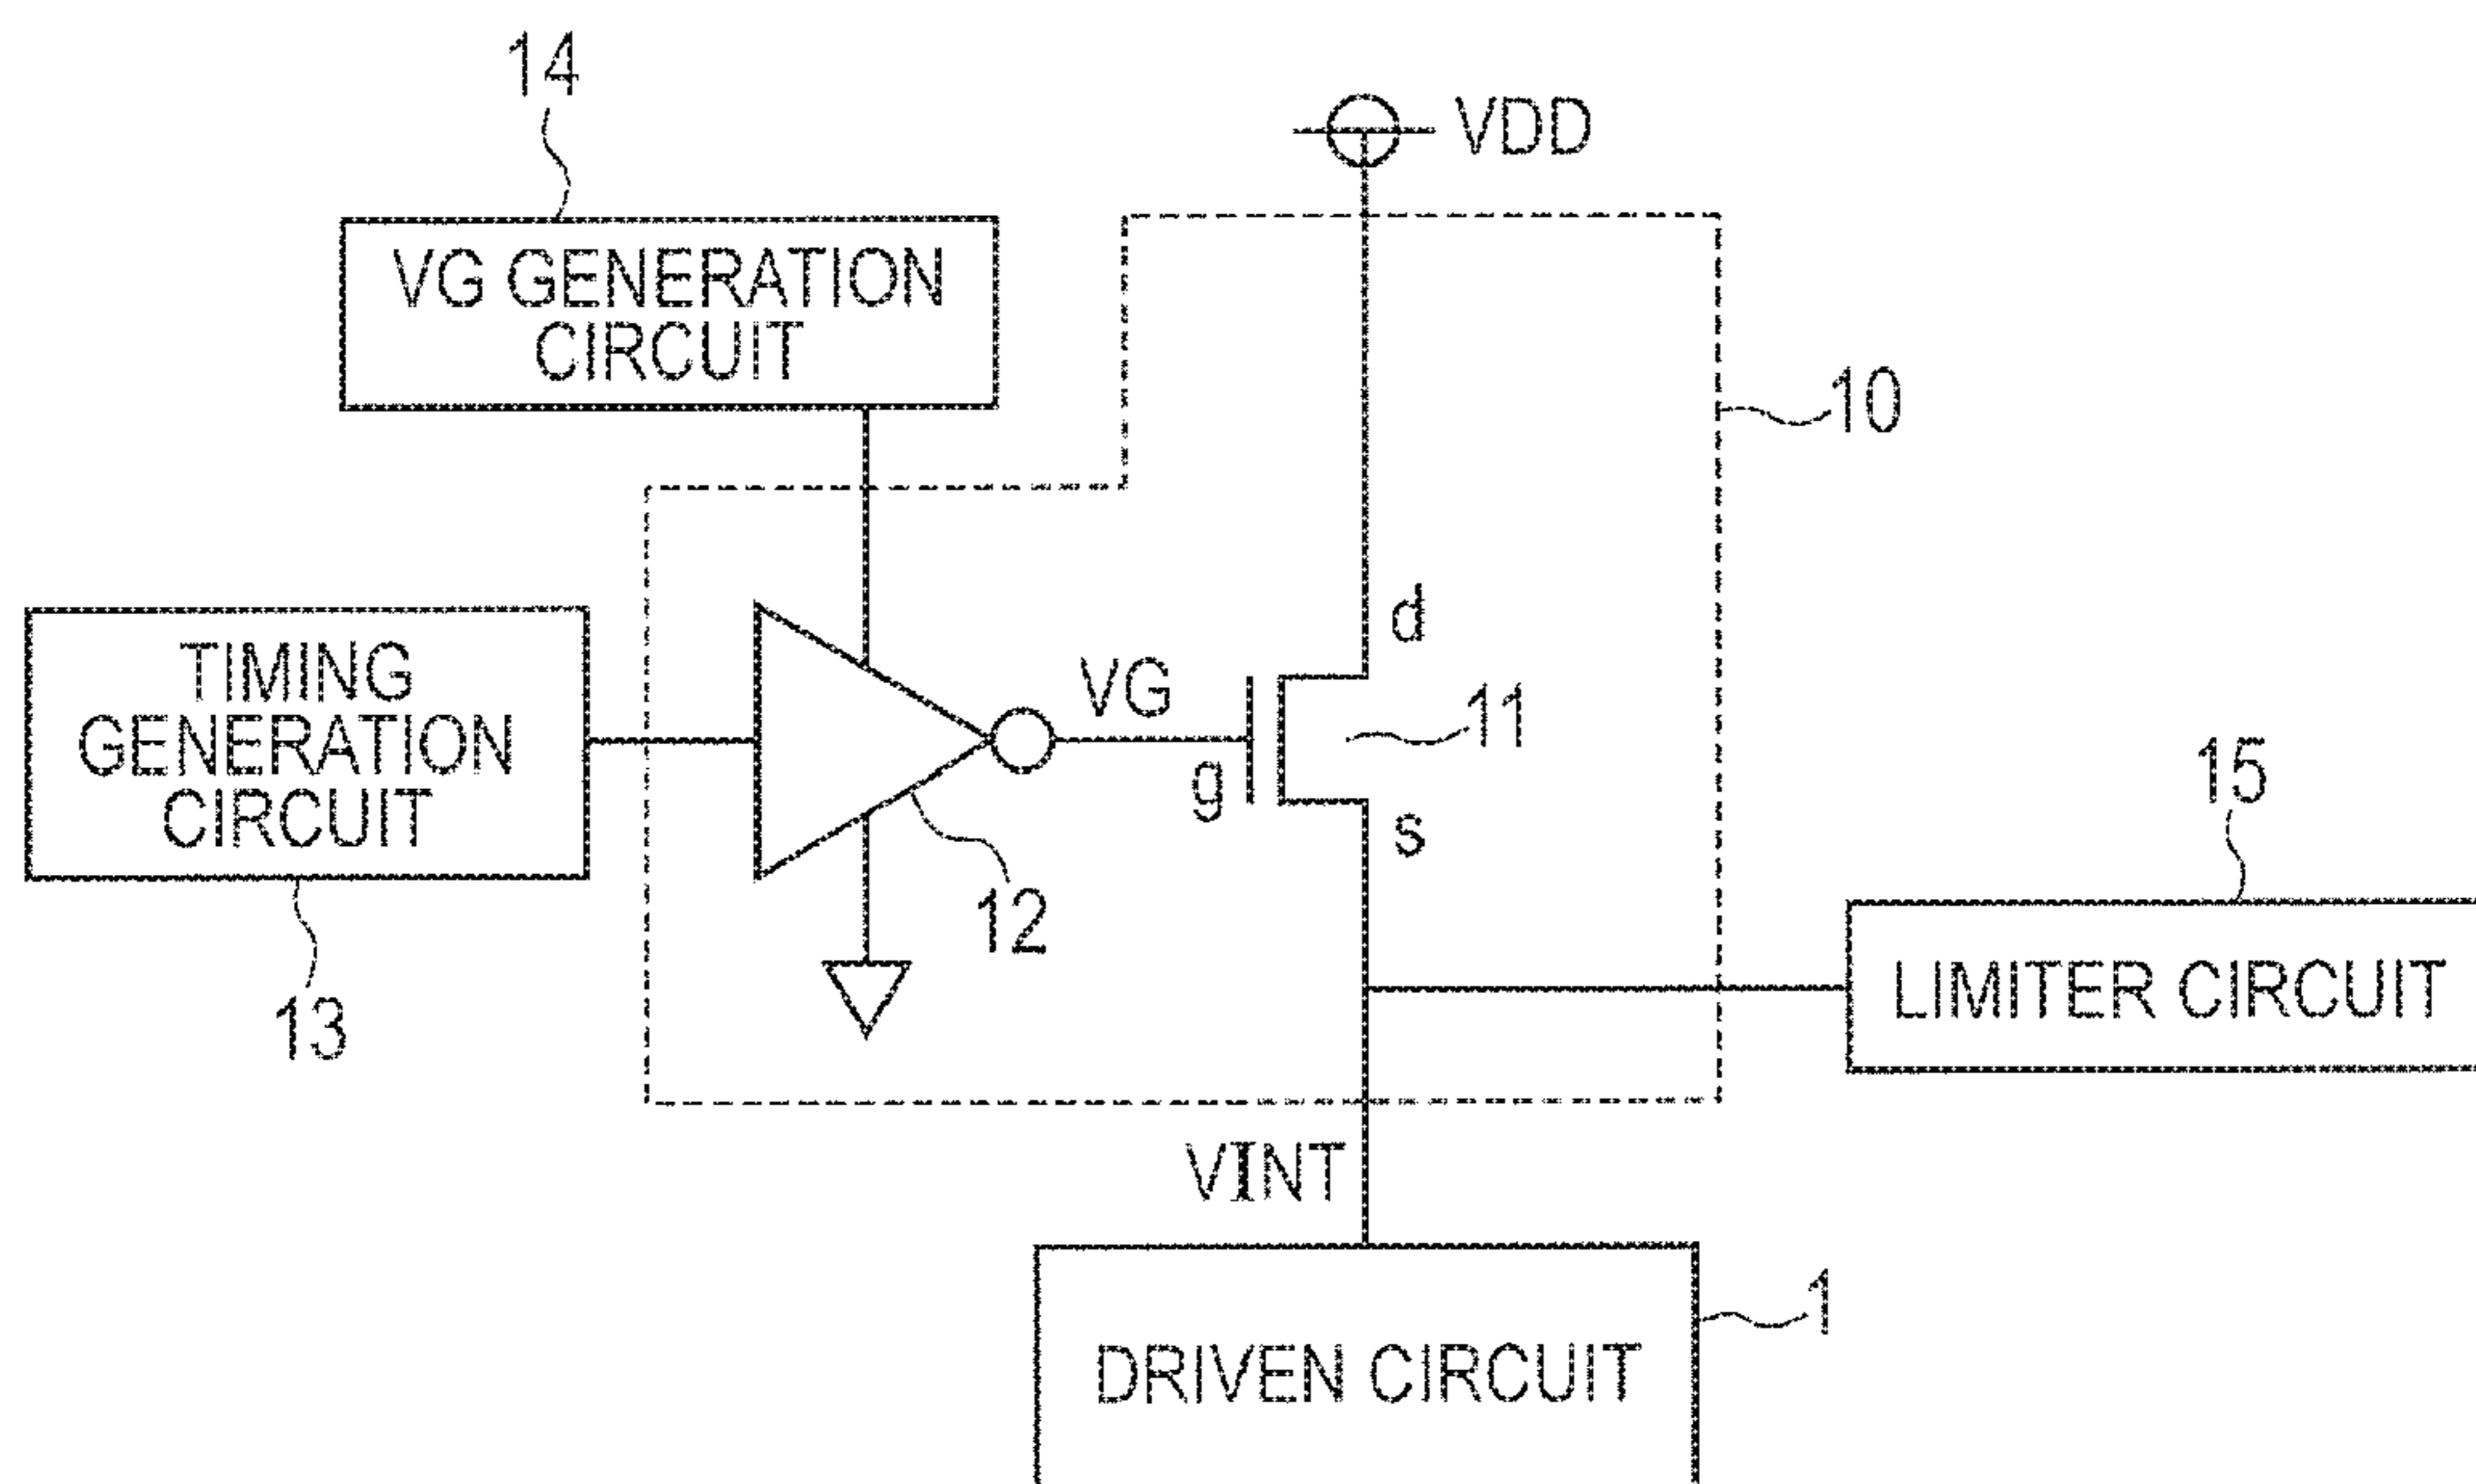 14
VDD
VG GENERATION
CIRCUIT
10
d
TIMING
GENERATION
CIRCUIT
VG
11
g
s
15
12
LIMITER CIRCUIT
13
VINT
1
DRIVEN CIRCUIT